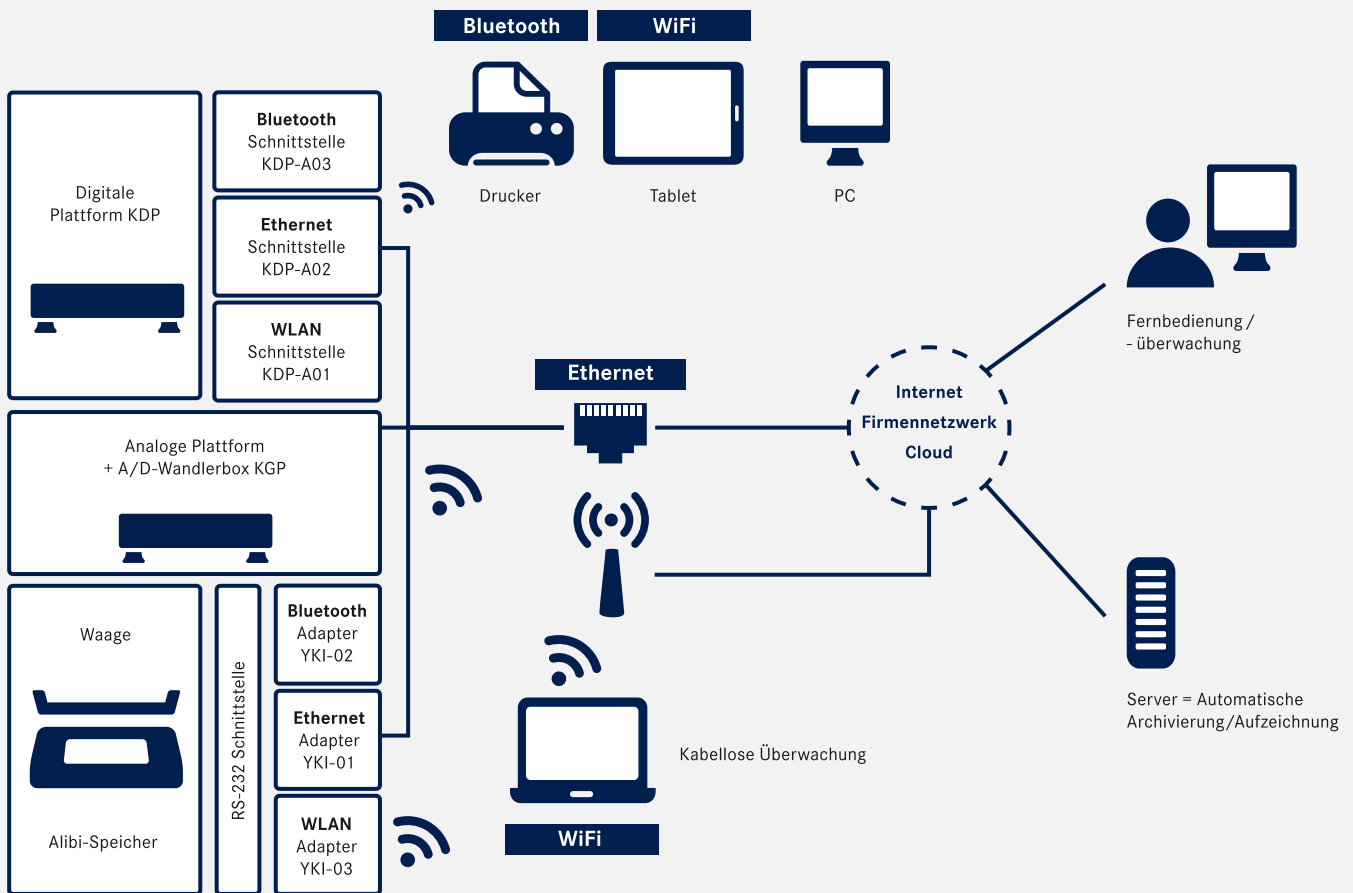 Bluetooth
WiFi
Drucker
Tablet
PC
Digitale
Plattform KDP
Bluetooth
Schnittstelle
KDP-A03
Ethernet
Schnittstelle
KDP-A02
WLAN
Schnittstelle
KDP-A01
Analoge Plattform
+ A/D-Wandlerbox KGP
Waage
Alibi-Speicher
RS-232 Schnittstelle
Bluetooth
Adapter
YKI-02
Ethernet
Adapter
YKI-01
WLAN
Adapter
YKI-03
Ethernet
Kabellose Überwachung
WiFi
Internet
Firmennetzwerk
Cloud
Fernbedienung /
- überwachung
Server = Automatische
Archivierung/Aufzeichnung